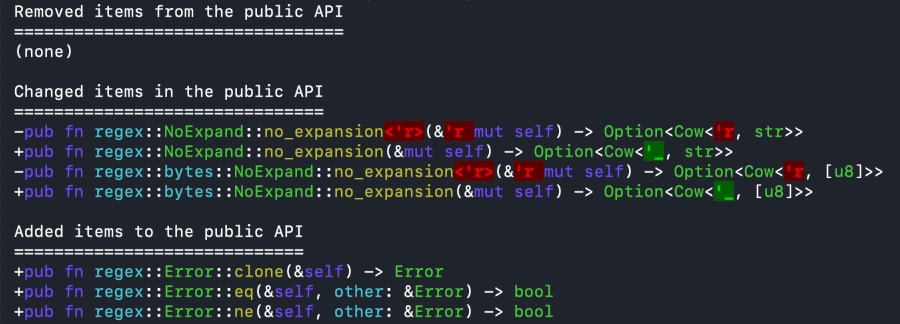 Removed items from the public API
=================================
(none)

Changed items in the public API
===============================
-pub fn regex::NoExpand::no_expansion<'r>(&'r mut self) -> Option<Cow<'r, str>>
+pub fn regex::NoExpand::no_expansion(&mut self) -> Option<Cow<'_, str>>
-pub fn regex::bytes::NoExpand::no_expansion<'r>(&'r mut self) -> Option<Cow<'r, [u8]>>
+pub fn regex::bytes::NoExpand::no_expansion(&mut self) -> Option<Cow<'_, [u8]>>

Added items to the public API
=============================
+pub fn regex::Error::clone(&self) -> Error
+pub fn regex::Error::eq(&self, other: &Error) -> bool
+pub fn regex::Error::ne(&self, other: &Error) -> bool